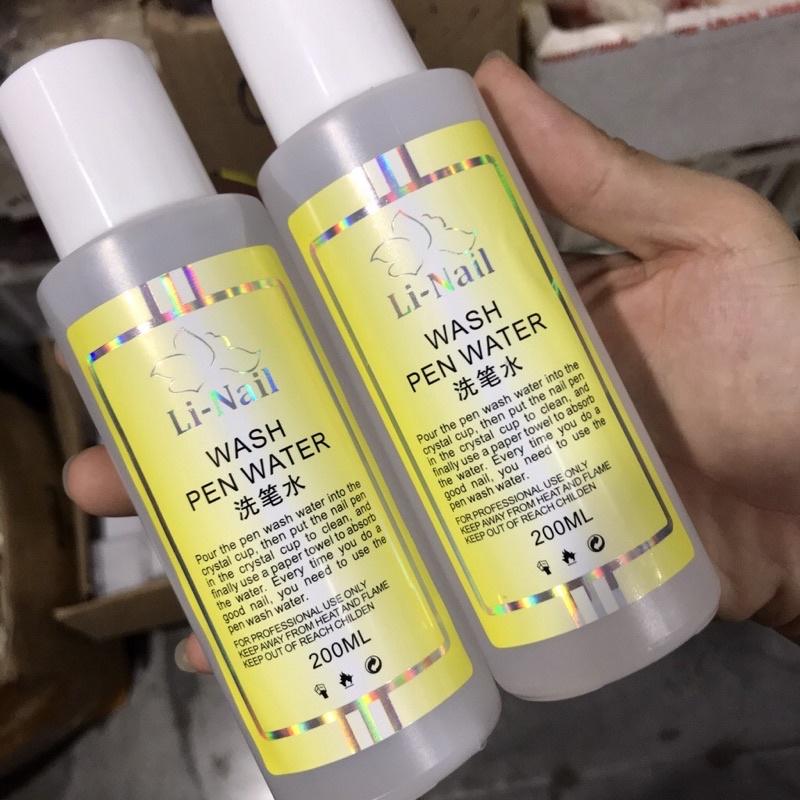 Li-Nail
WASH
PEN WATER
洗笔水
Pour the pen wash water into the
crystal cup, then put the nail pen
in the crystal cup to clean, and
finally use a paper towel to absorb
the water. Every time you do a
good nail, you need to use the
pen wash water.
FOR PROFESSIONAL USE ONLY
KEEP AWAY FROM HEAT AND FLAME
KEEP OUT OF REACH CHILDEN
200ML
Li-Nail
WASH
PEN WATER
洗笔水
Pour the pen wash water into the
crystal cup, then put the nail pen
in the crystal cup to clean, and
finally use a paper towel to absorb
the water. Every time you do a
good nail, you need to use the
pen wash water.
FOR PROFESSIONAL USE ONLY
KEEP AWAY FROM HEAT AND FLAME
KEEP OUT OF REACH CHILDEN
200ML